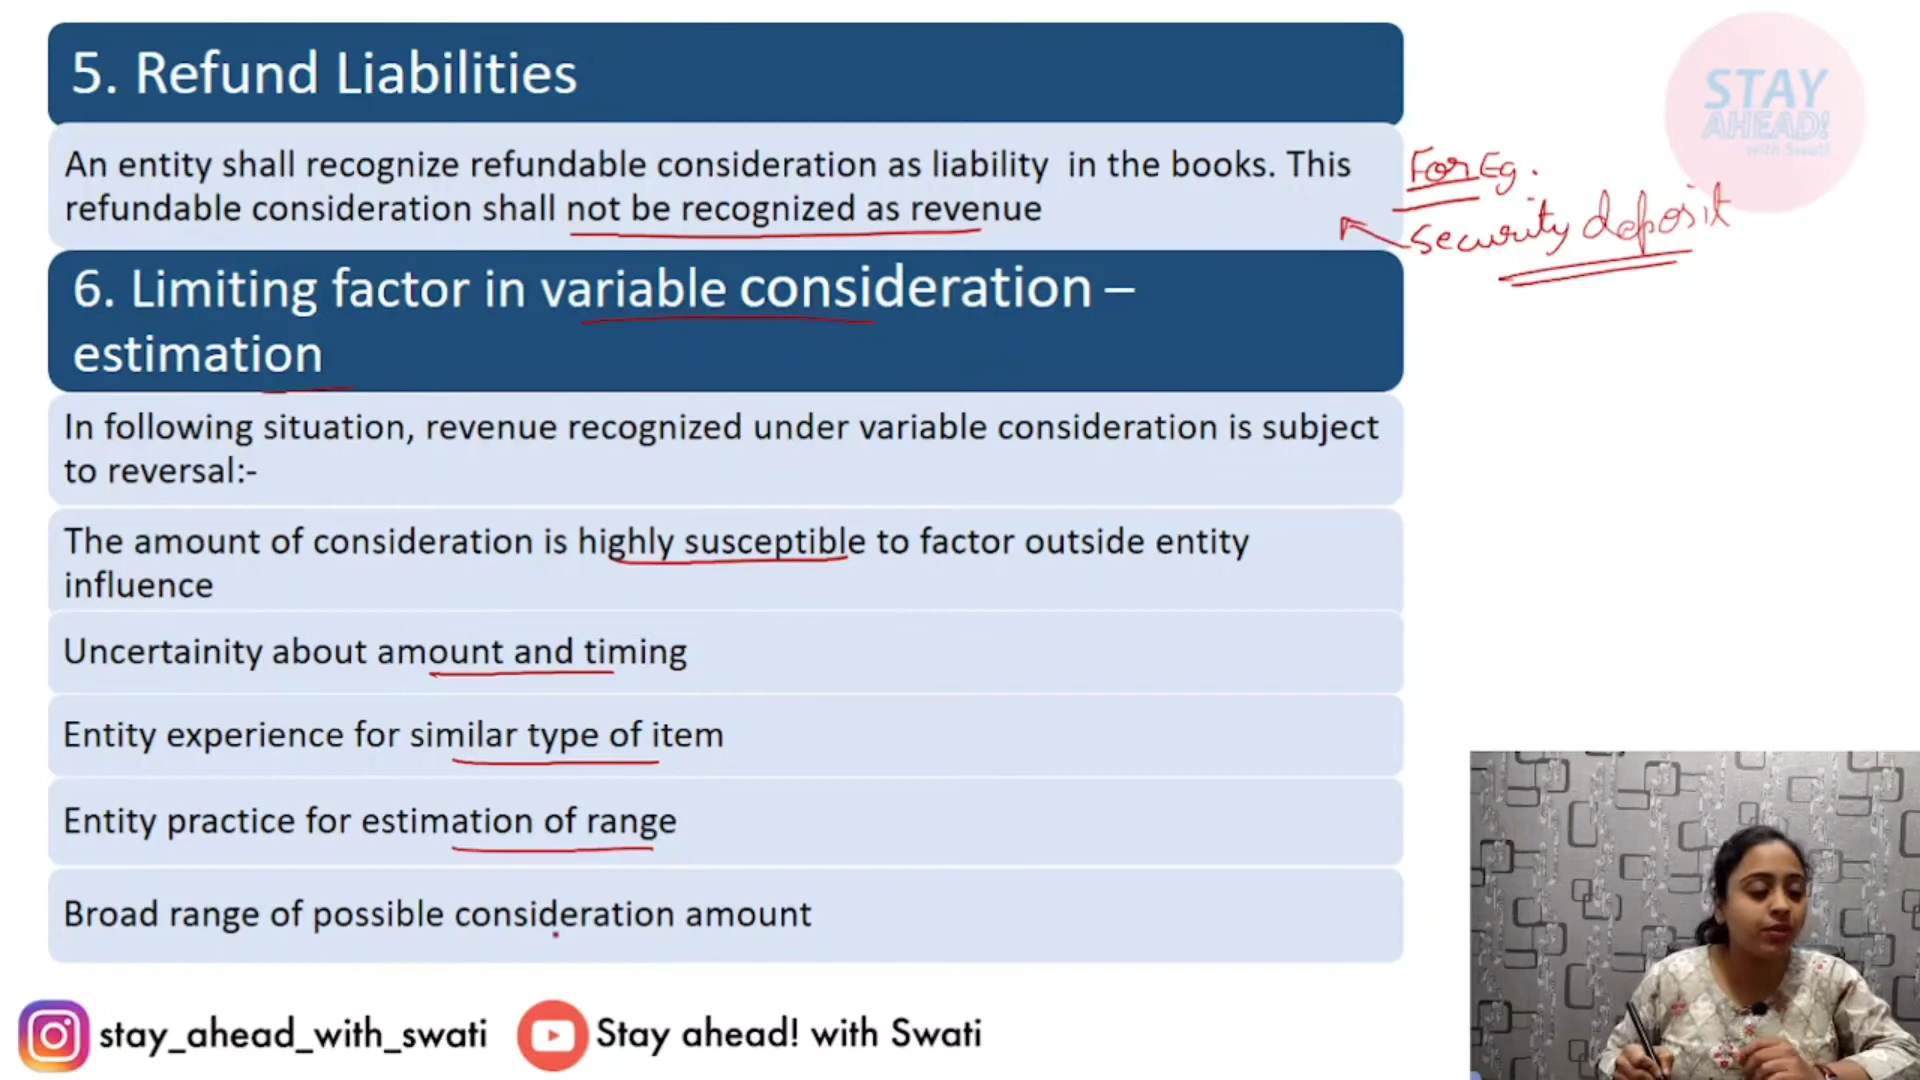 5. Refund Liabilities
An entity shall recognize refundable consideration as liability in the books. This
refundable consideration shall not be recognized as revenue
For Eg.
Security deposit
6. Limiting factor in variable consideration –
estimation
In following situation, revenue recognized under variable consideration is subject
to reversal:-
The amount of consideration is highly susceptible to factor outside entity
influence
Uncertainity about amount and timing
Entity experience for similar type of item
Entity practice for estimation of range
Broad range of possible consideration amount
STAY
AHEAD!
with Swati
stay_ahead_with_swati
Stay ahead! with Swati